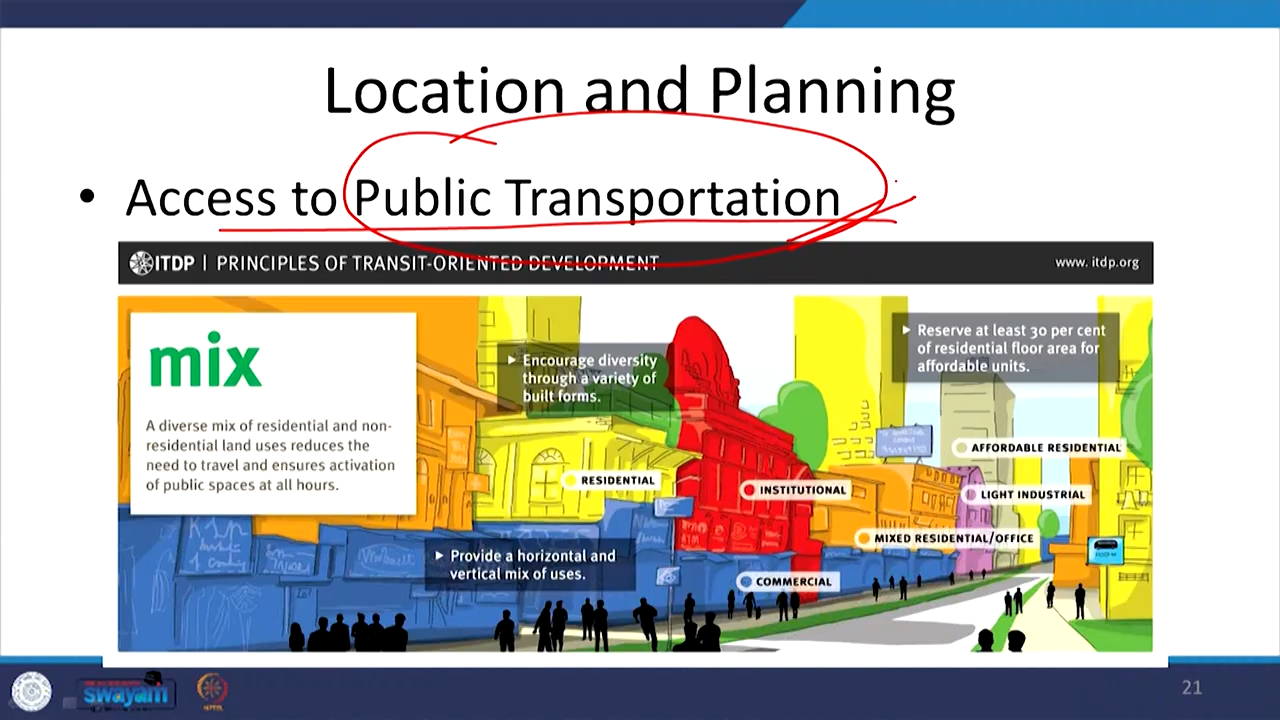 Location and Planning
• Access to Public Transportation
ITDP | PRINCIPLES OF TRANSIT-ORIENTED DEVELOPMENT
www. itdp.org
mix
A diverse mix of residential and non-
residential land uses reduces the
need to travel and ensures activation
of public spaces at all hours.
Encourage diversity
through a variety of
built forms.
Reserve at least 30 per cent
of residential floor area for
affordable units.
AFFORDABLE RESIDENTIAL
RESIDENTIAL
INSTITUTIONAL
LIGHT INDUSTRIAL
MIXED RESIDENTIAL/OFFICE
Provide a horizontal and
vertical mix of uses.
COMMERCIAL
swayam
21